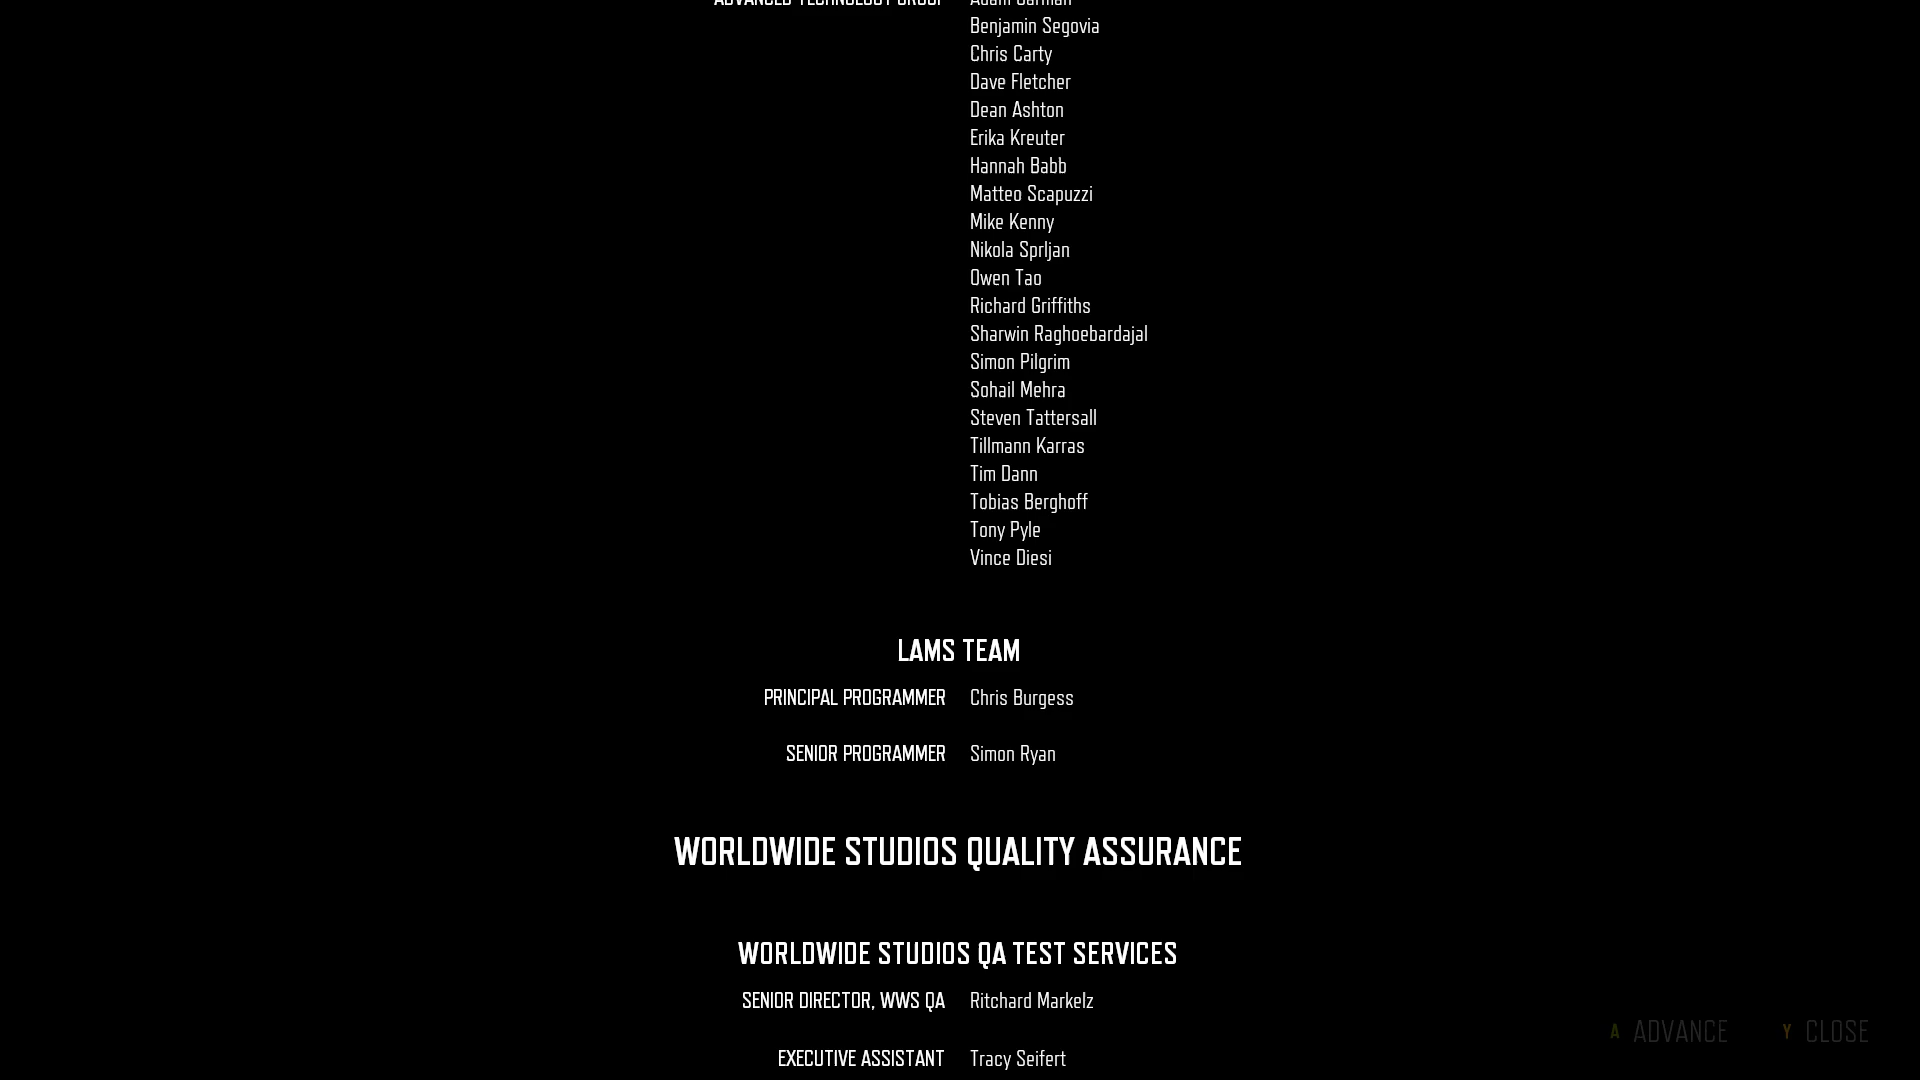 ADVANCED TECHNOLOGY GROUP
Benjamin Segovia
Chris Carty
Dave Fletcher
Dean Ashton
Erika Kreuter
Hannah Babb
Matteo Scapuzzi
Mike Kenny
Nikola Sprljan
Owen Tao
Richard Griffiths
Sharwin Raghoebardajal
Simon Pilgrim
Sohail Mehra
Steven Tattersall
Tillmann Karras
Tim Dann
Tobias Berghoff
Tony Pyle
Vince Diesi
LAMS TEAM
PRINCIPAL PROGRAMMER Chris Burgess
SENIOR PROGRAMMER Simon Ryan
WORLDWIDE STUDIOS QUALITY ASSURANCE
WORLDWIDE STUDIOS QA TEST SERVICES
SENIOR DIRECTOR, WWS QA Ritchard Markelz
EXECUTIVE ASSISTANT Tracy Seifert
A ADVANCE Y CLOSE